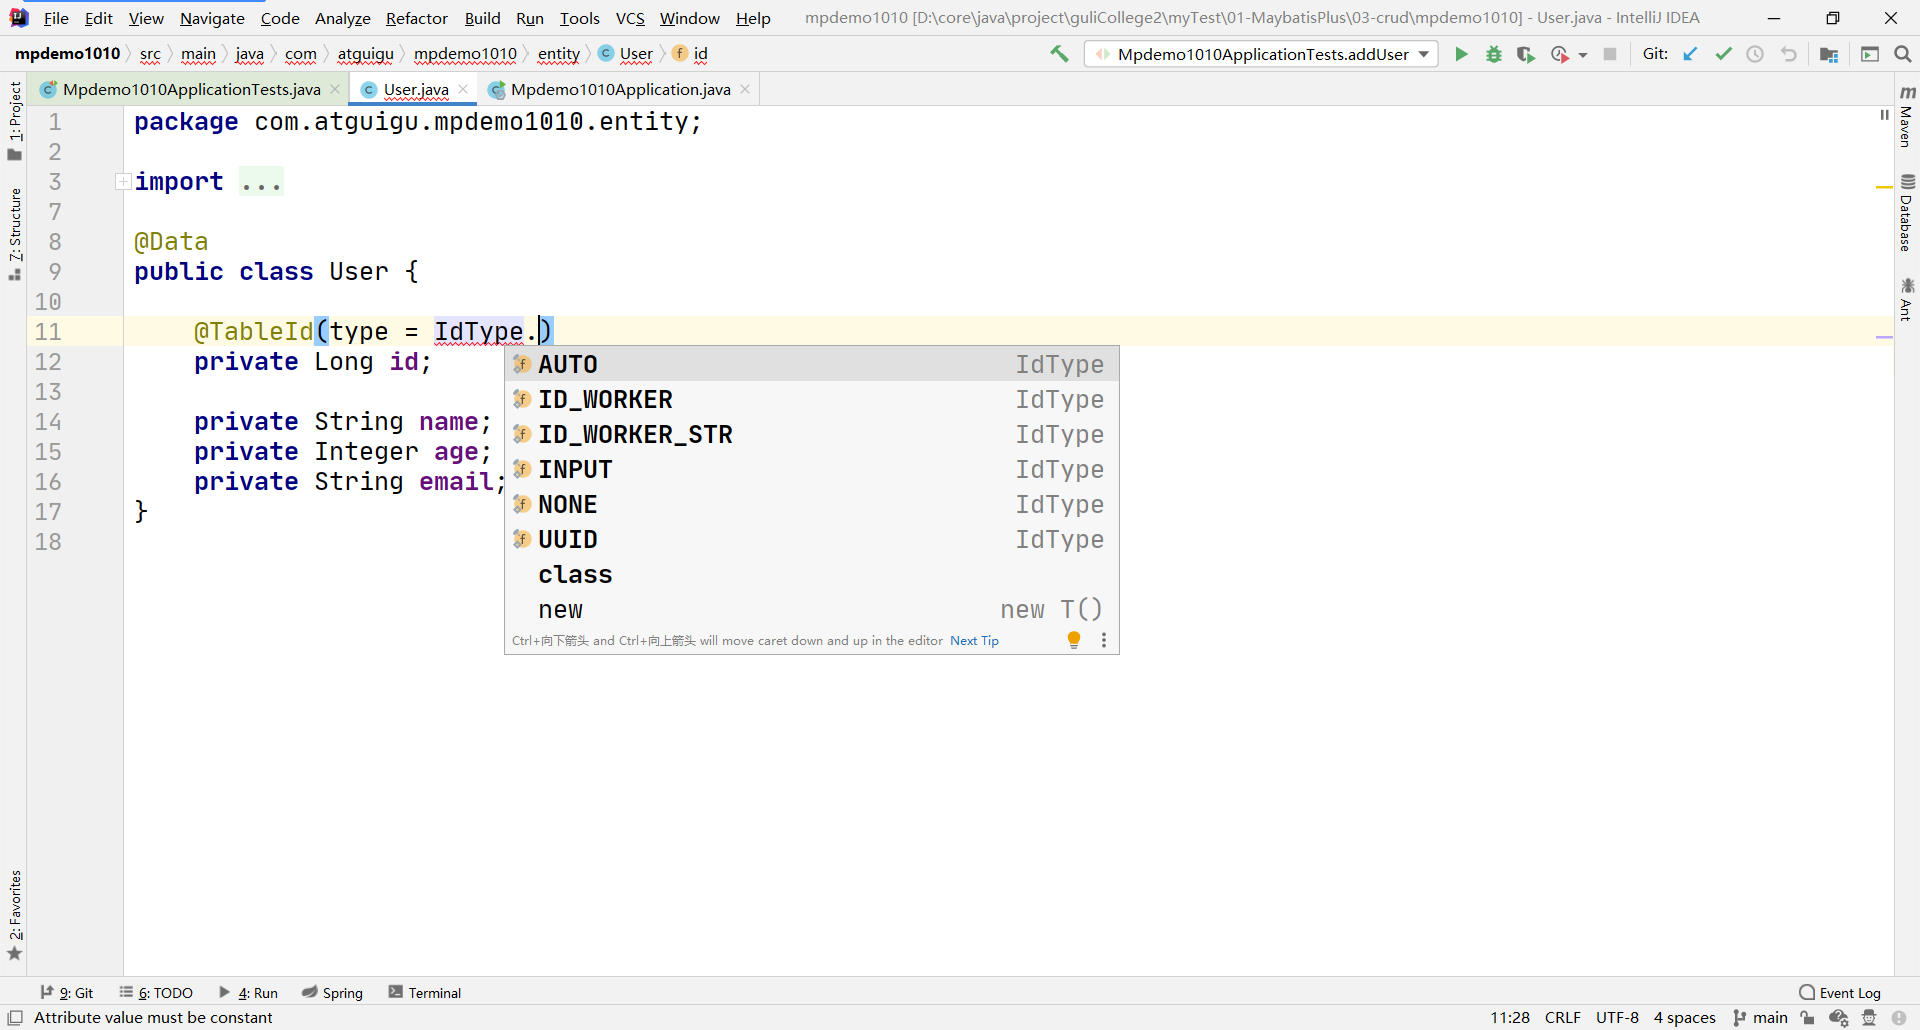 File Edit View Navigate Code Analyze Refactor Build Run Tools VCS Window Help mpdemo1010 [D:\core\java\project\guliCollege2\myTest\01-MaybatisPlus\03-crud\mpdemo1010] - User.java - IntelliJ IDEA
mpdemo1010 src main java com atguigu mpdemo1010 entity User id Mpdemo1010ApplicationTests.addUser Git:
Mpdemo1010ApplicationTests.java User.java Mpdemo1010Application.java
1: Project
7: Structure
2: Favorites
Maven
Database
Ant
1 package com.atguigu.mpdemo1010.entity;
2
3 import ...
7
8 @Data
9 public class User {
10
11 @TableId(type = IdType.)
12 private Long id;
13
14 private String name;
15 private Integer age;
16 private String email;
17 }
18
AUTO IdType
ID_WORKER IdType
ID_WORKER_STR IdType
INPUT IdType
NONE IdType
UUID IdType
class
new new T()
Ctrl+向下箭头 and Ctrl+向上箭头 will move caret down and up in the editor Next Tip
9: Git 6: TODO 4: Run Spring Terminal Event Log
Attribute value must be constant 11:28 CRLF UTF-8 4 spaces main